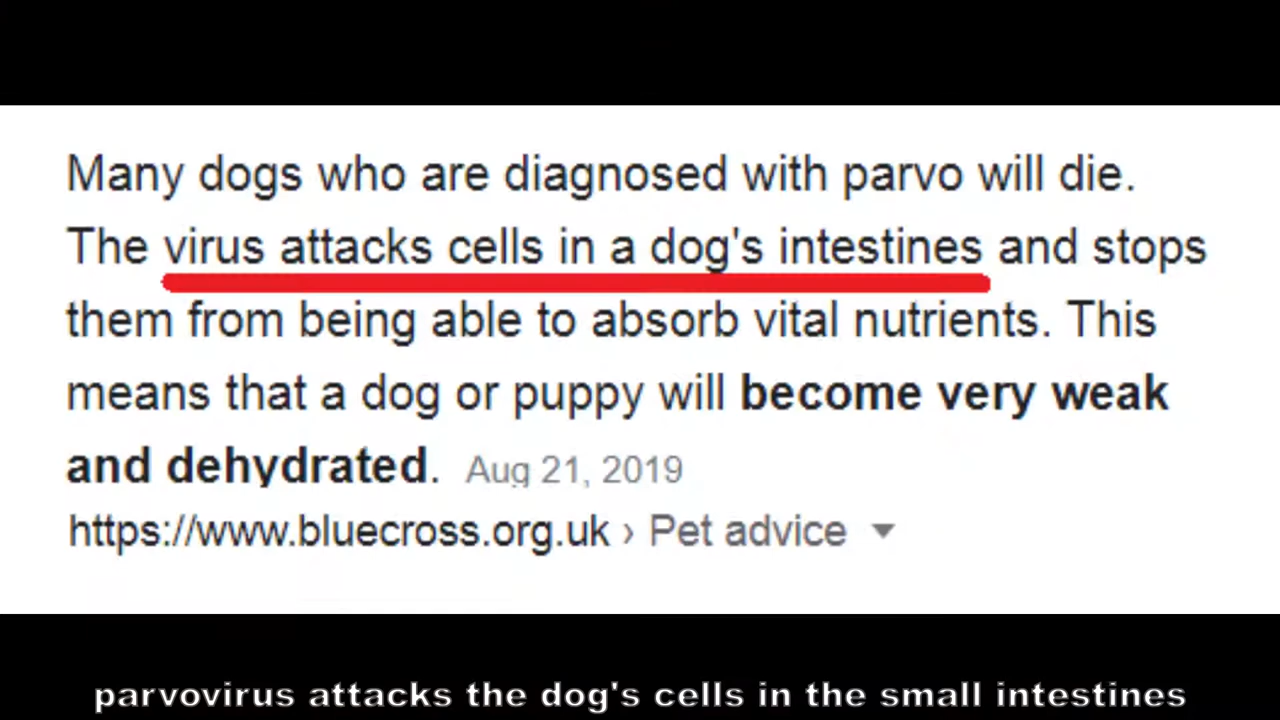 Many dogs who are diagnosed with parvo will die.
The virus attacks cells in a dog's intestines and stops
them from being able to absorb vital nutrients. This
means that a dog or puppy will become very weak
and dehydrated. Aug 21, 2019
https://www.bluecross.org.uk › Pet advice
parvovirus attacks the dog's cells in the small intestines